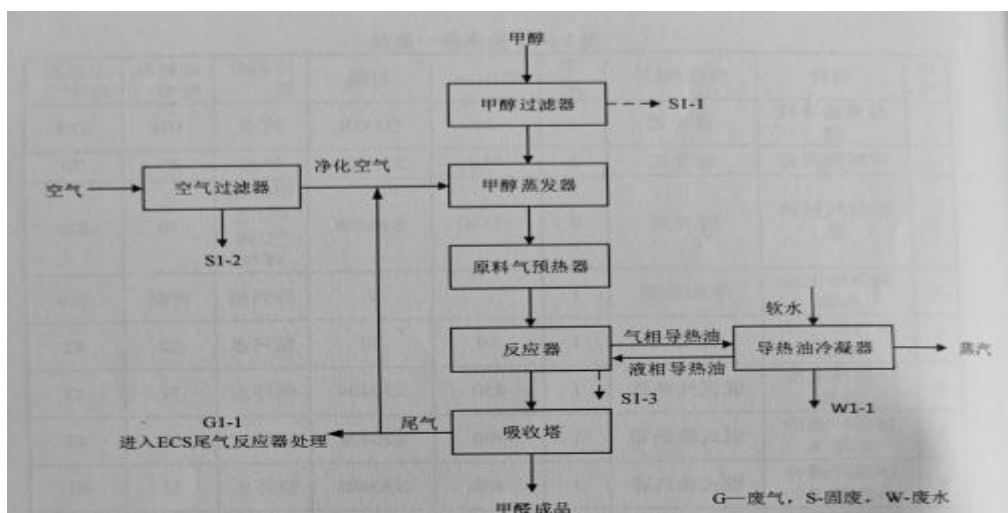 甲醇
甲醇过滤器
S1-1
净化空气
空气
空气过滤器
甲醇蒸发器
S1-2
原料气预热器
软水
反应器
气相导热油
液相导热油
导热油冷凝器
蒸汽
S1-3
W1-1
G1-1
尾气
进入ECS尾气反应器处理
吸收塔
甲醛成品
G—废气，S-固废，W-废水